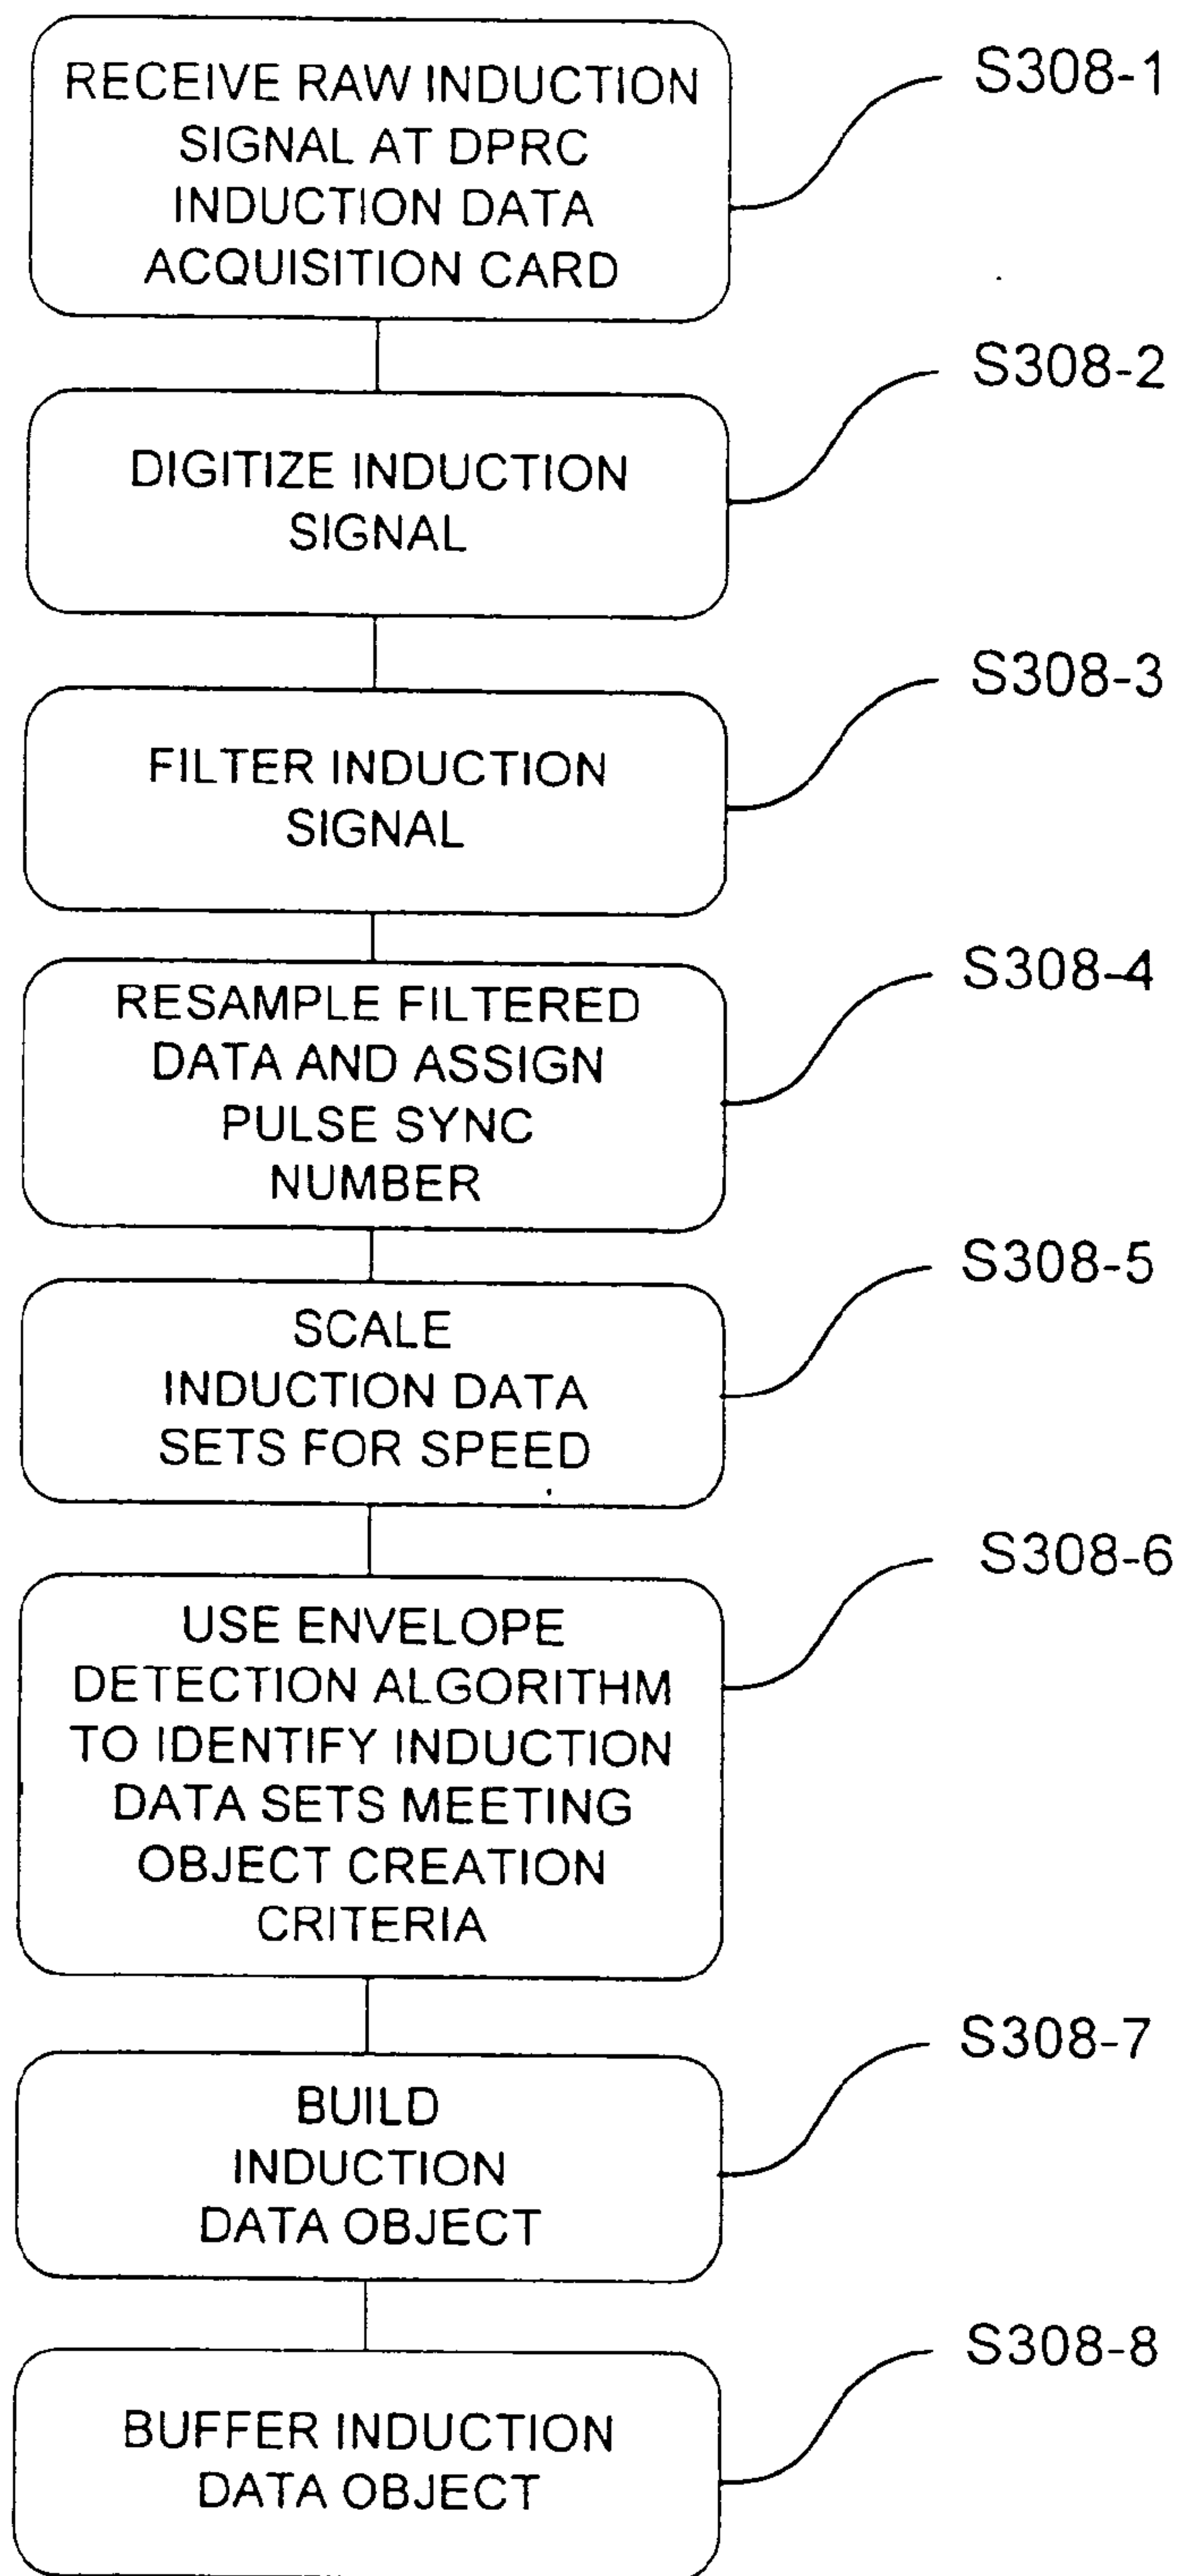 RECEIVE RAW INDUCTION
SIGNAL AT DPRC
INDUCTION DATA
ACQUISITION CARD
S308-1
DIGITIZE INDUCTION
SIGNAL
S308-2
FILTER INDUCTION
SIGNAL
S308-3
RESAMPLE FILTERED
DATA AND ASSIGN
PULSE SYNC
NUMBER
S308-4
SCALE
INDUCTION DATA
SETS FOR SPEED
S308-5
USE ENVELOPE
DETECTION ALGORITHM
TO IDENTIFY INDUCTION
DATA SETS MEETING
OBJECT CREATION
CRITERIA
S308-6
BUILD
INDUCTION
DATA OBJECT
S308-7
BUFFER INDUCTION
DATA OBJECT
S308-8